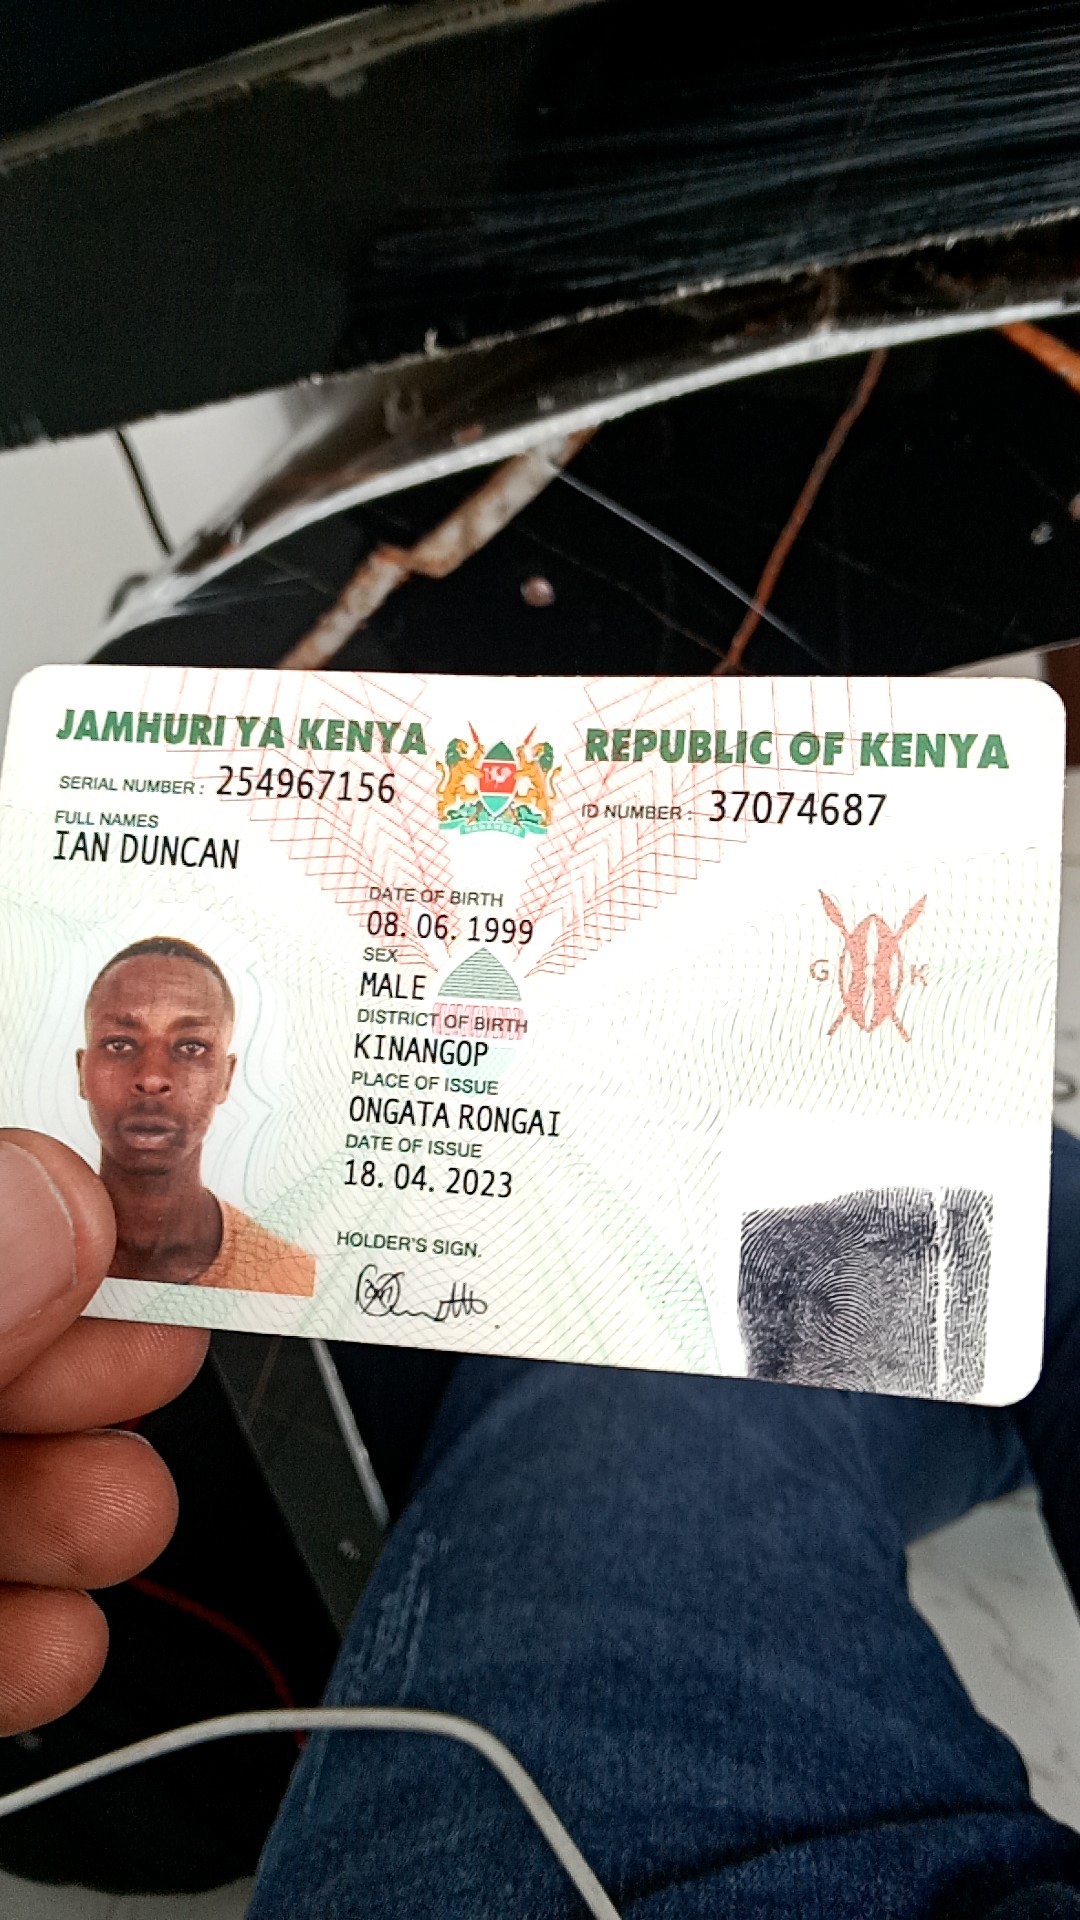 JAMHURI YA KENYA
REPUBLIC OF KENYA
SERIAL NUMBER : 254967156
ID NUMBER : 37074687
FULL NAMES
IAN DUNCAN
DATE OF BIRTH
08. 06. 1999
SEX
MALE
DISTRICT OF BIRTH
KINANGOP
PLACE OF ISSUE
ONGATA RONGAI
DATE OF ISSUE
18. 04. 2023
HOLDER'S SIGN.
G K